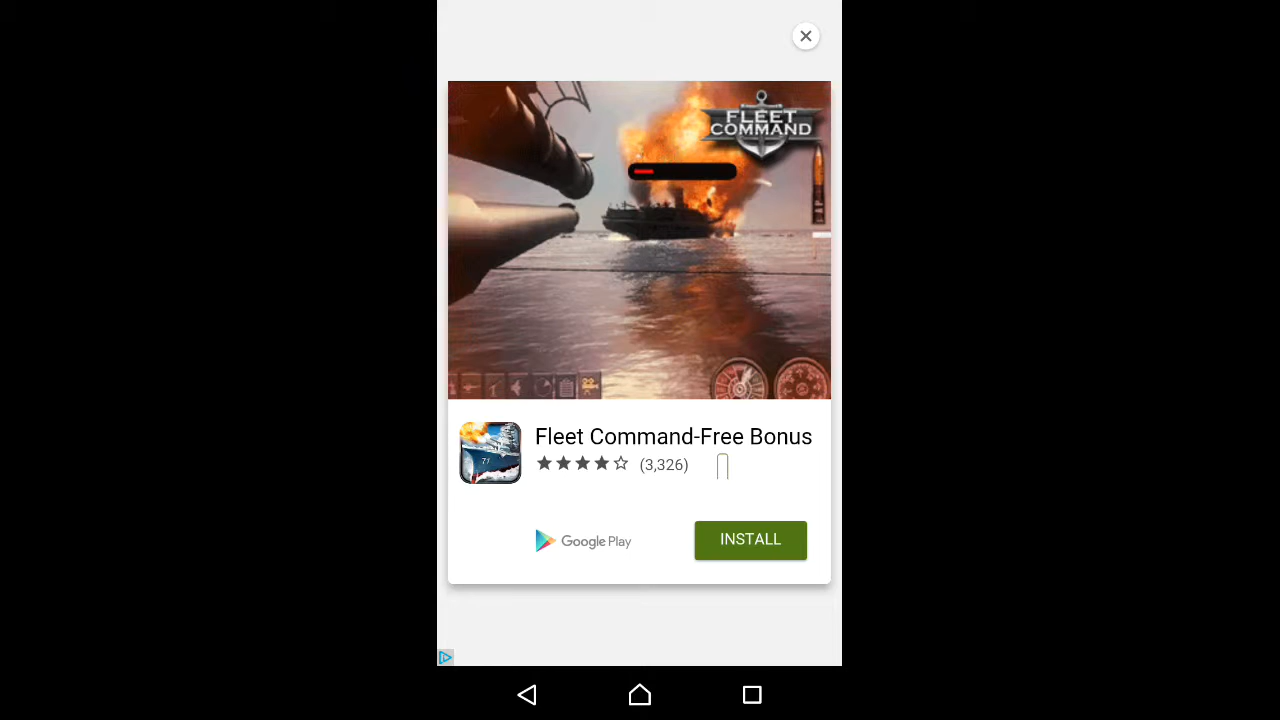 FLEET
COMMAND
Fleet Command-Free Bonus
(3,326)
Google Play
INSTALL